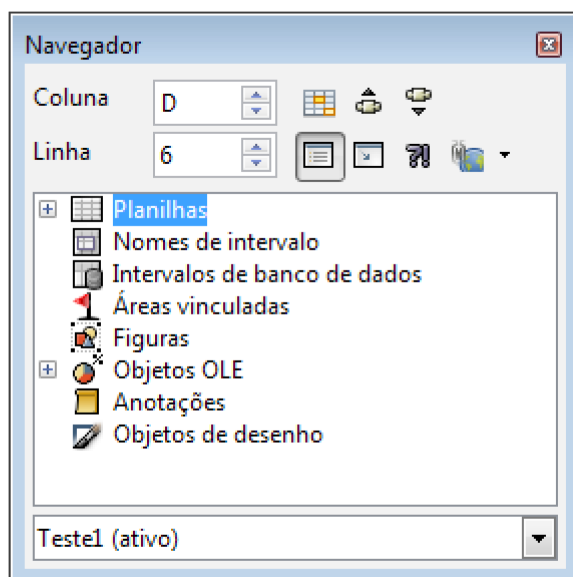 Navegador
Coluna D
Linha 6
Planilhas
Nomes de intervalo
Intervalos de banco de dados
Áreas vinculadas
Figuras
Objetos OLE
Anotações
Objetos de desenho
Teste1 (ativo)